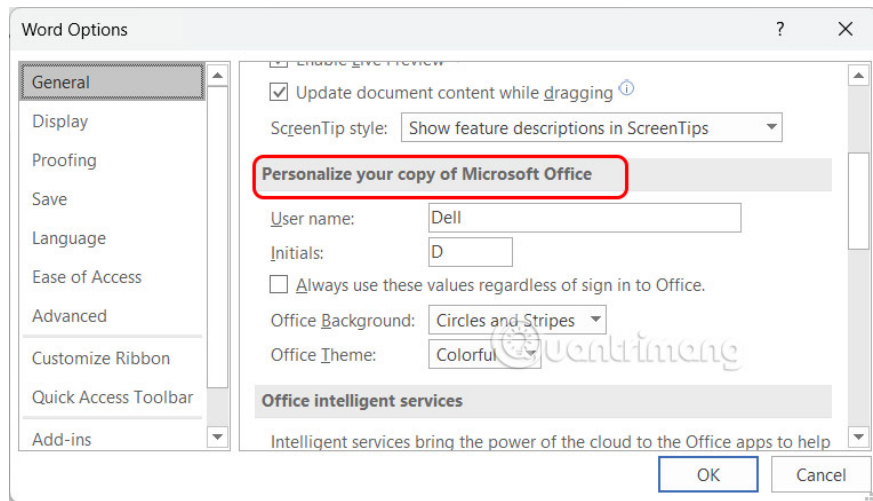 Word Options
General
Display
Proofing
Save
Language
Ease of Access
Advanced
Customize Ribbon
Quick Access Toolbar
Add-ins
Enable Live Preview
Update document content while dragging
ScreenTip style: Show feature descriptions in ScreenTips
Personalize your copy of Microsoft Office
User name: Dell
Initials: D
Always use these values regardless of sign in to Office.
Office Background: Circles and Stripes
Office Theme: Colorful
Quantrimang
Office intelligent services
Intelligent services bring the power of the cloud to the Office apps to help
OK Cancel